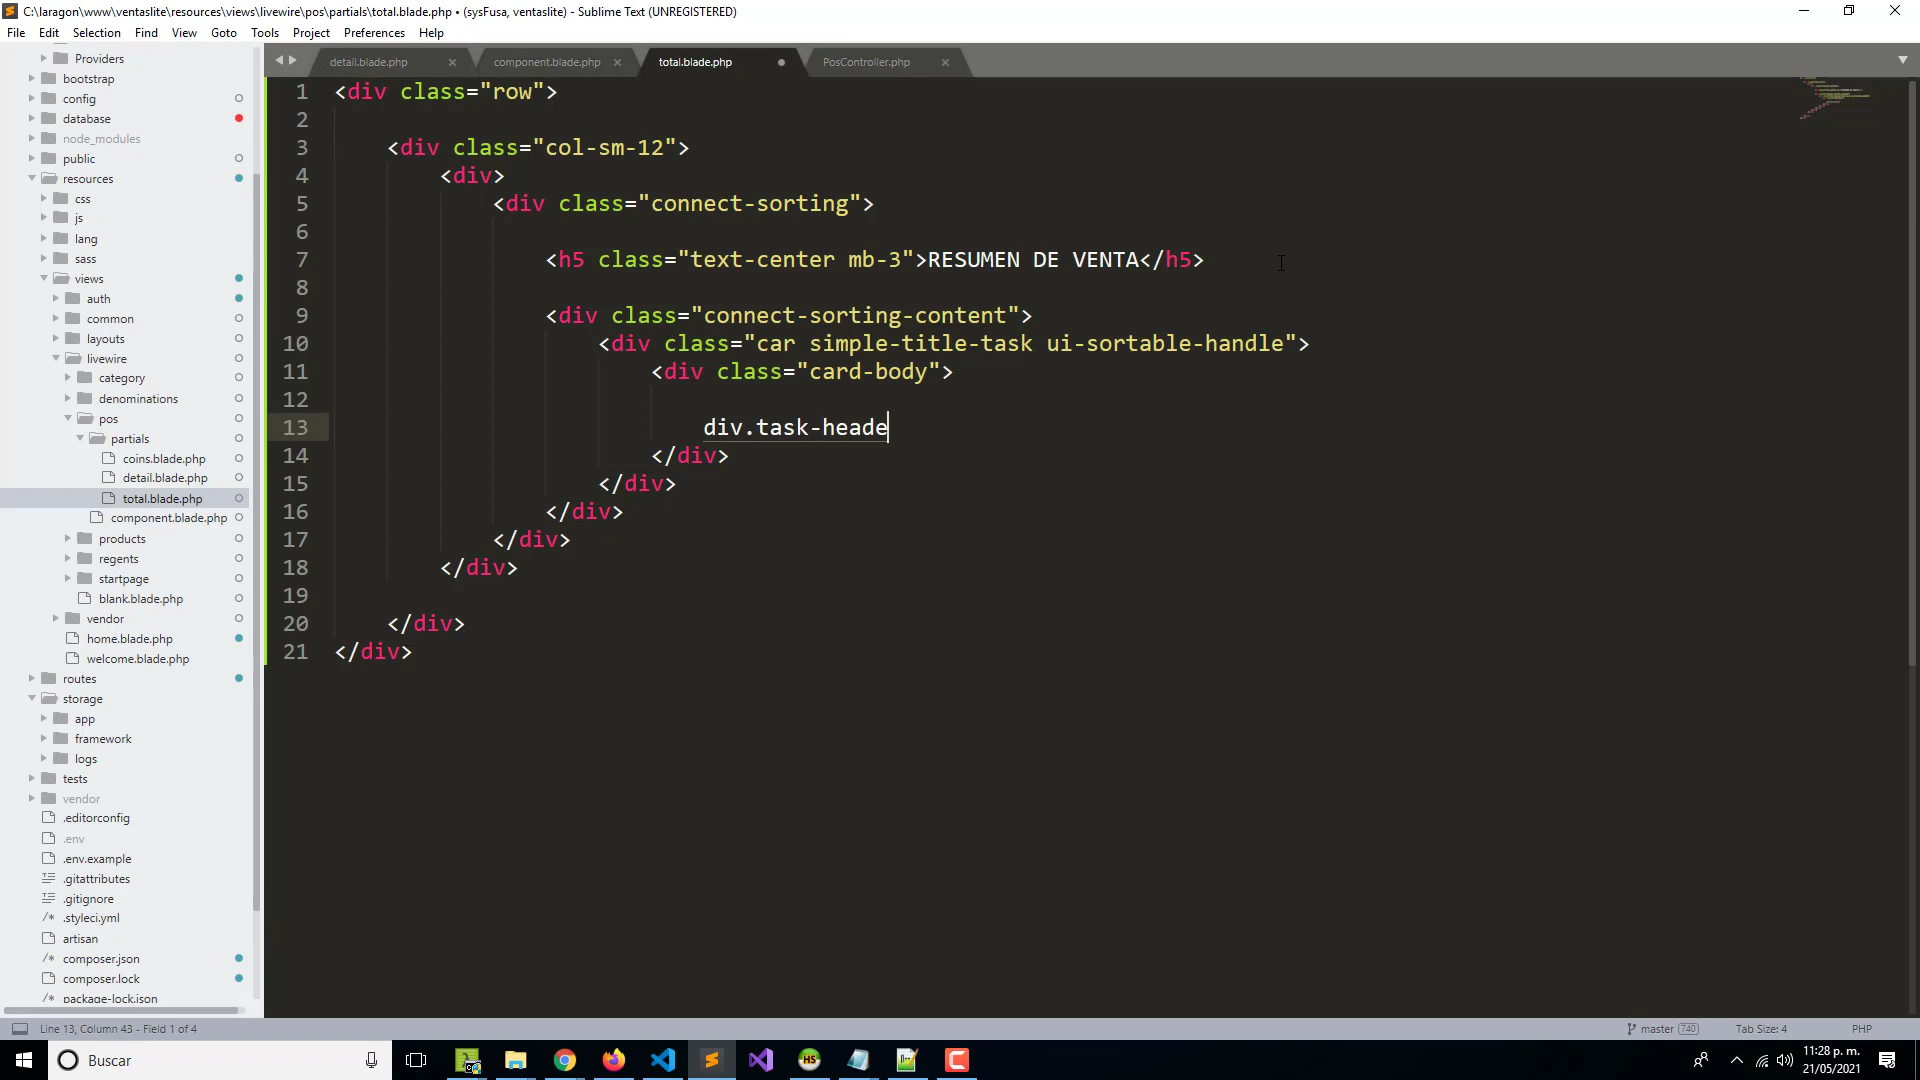 C:\laragon\www\ventaslite\resources\views\livewire\pos\partials\total.blade.php • (sysFusa, ventaslite) - Sublime Text (UNREGISTERED)
File Edit Selection Find View Goto Tools Project Preferences Help
Providers
bootstrap
config
database
node_modules
public
resources
css
js
lang
sass
views
auth
common
layouts
livewire
category
denominations
pos
partials
coins.blade.php
detail.blade.php
total.blade.php
component.blade.php
products
regents
startpage
blank.blade.php
vendor
home.blade.php
welcome.blade.php
routes
storage
app
framework
logs
tests
vendor
.editorconfig
.env
.env.example
.gitattributes
.gitignore
.styleci.yml
artisan
composer.json
composer.lock
package-lock.json
detail.blade.php component.blade.php total.blade.php PosController.php
1 <div class="row">
2
3 <div class="col-sm-12">
4 <div>
5 <div class="connect-sorting">
6
7 <h5 class="text-center mb-3">RESUMEN DE VENTA</h5>
8
9 <div class="connect-sorting-content">
10 <div class="car simple-title-task ui-sortable-handle">
11 <div class="card-body">
12
13 div.task-heade
14 </div>
15 </div>
16 </div>
17 </div>
18 </div>
19
20 </div>
21 </div>
Line 13, Column 43 - Field 1 of 4
master 740 Tab Size: 4 PHP
Buscar
HS
11:28 p. m.
21/05/2021